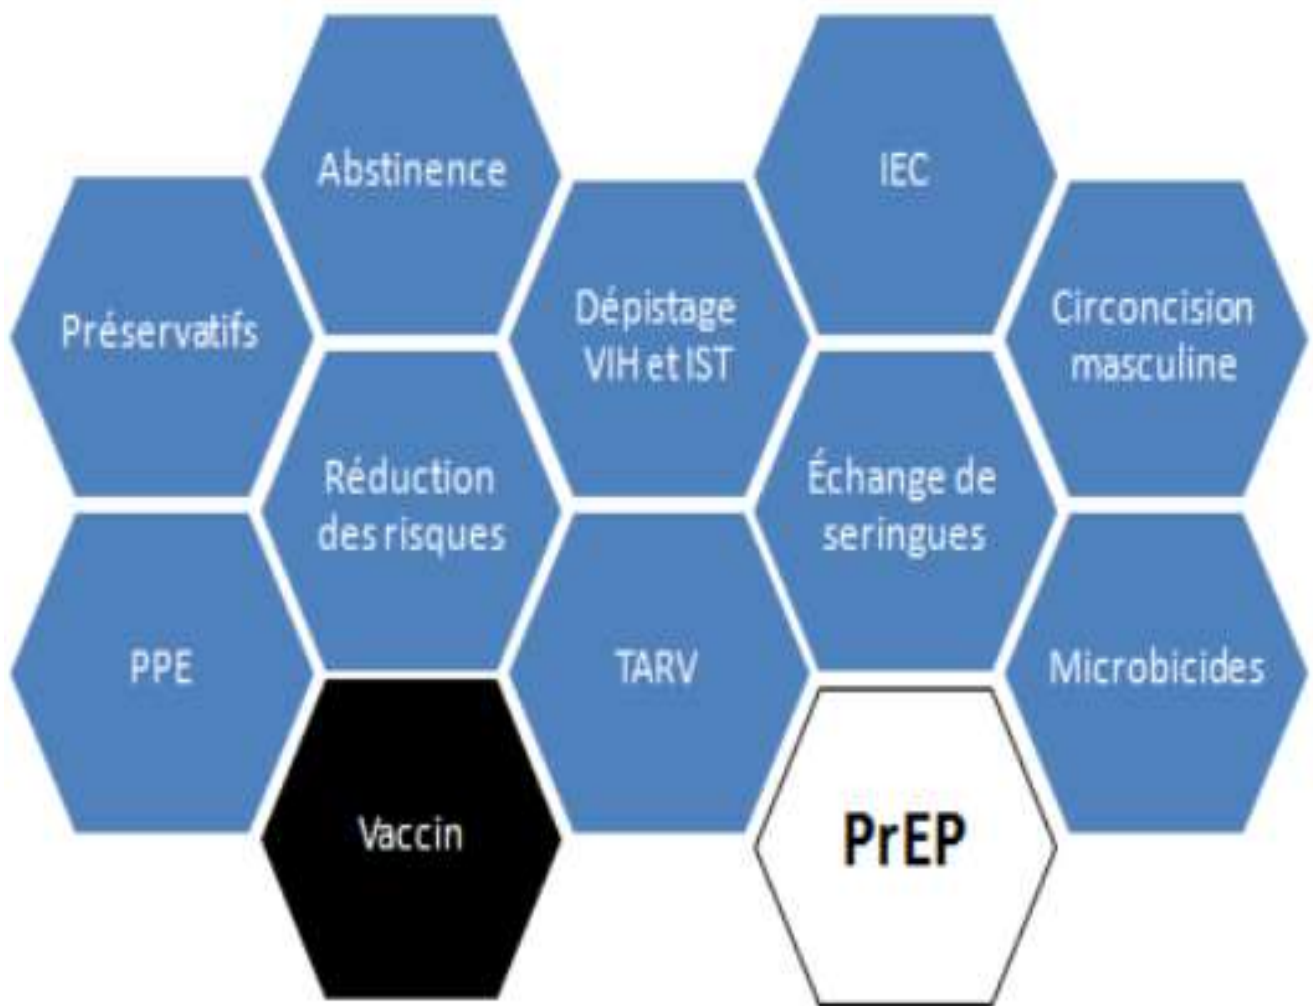 Abstinence
IEC
Préservatifs
Dépistage
VIH et IST
Circoncision
masculine
Réduction
des risques
Échange de
seringues
PPE
TARV
Microbicides
Vaccin
PrEP